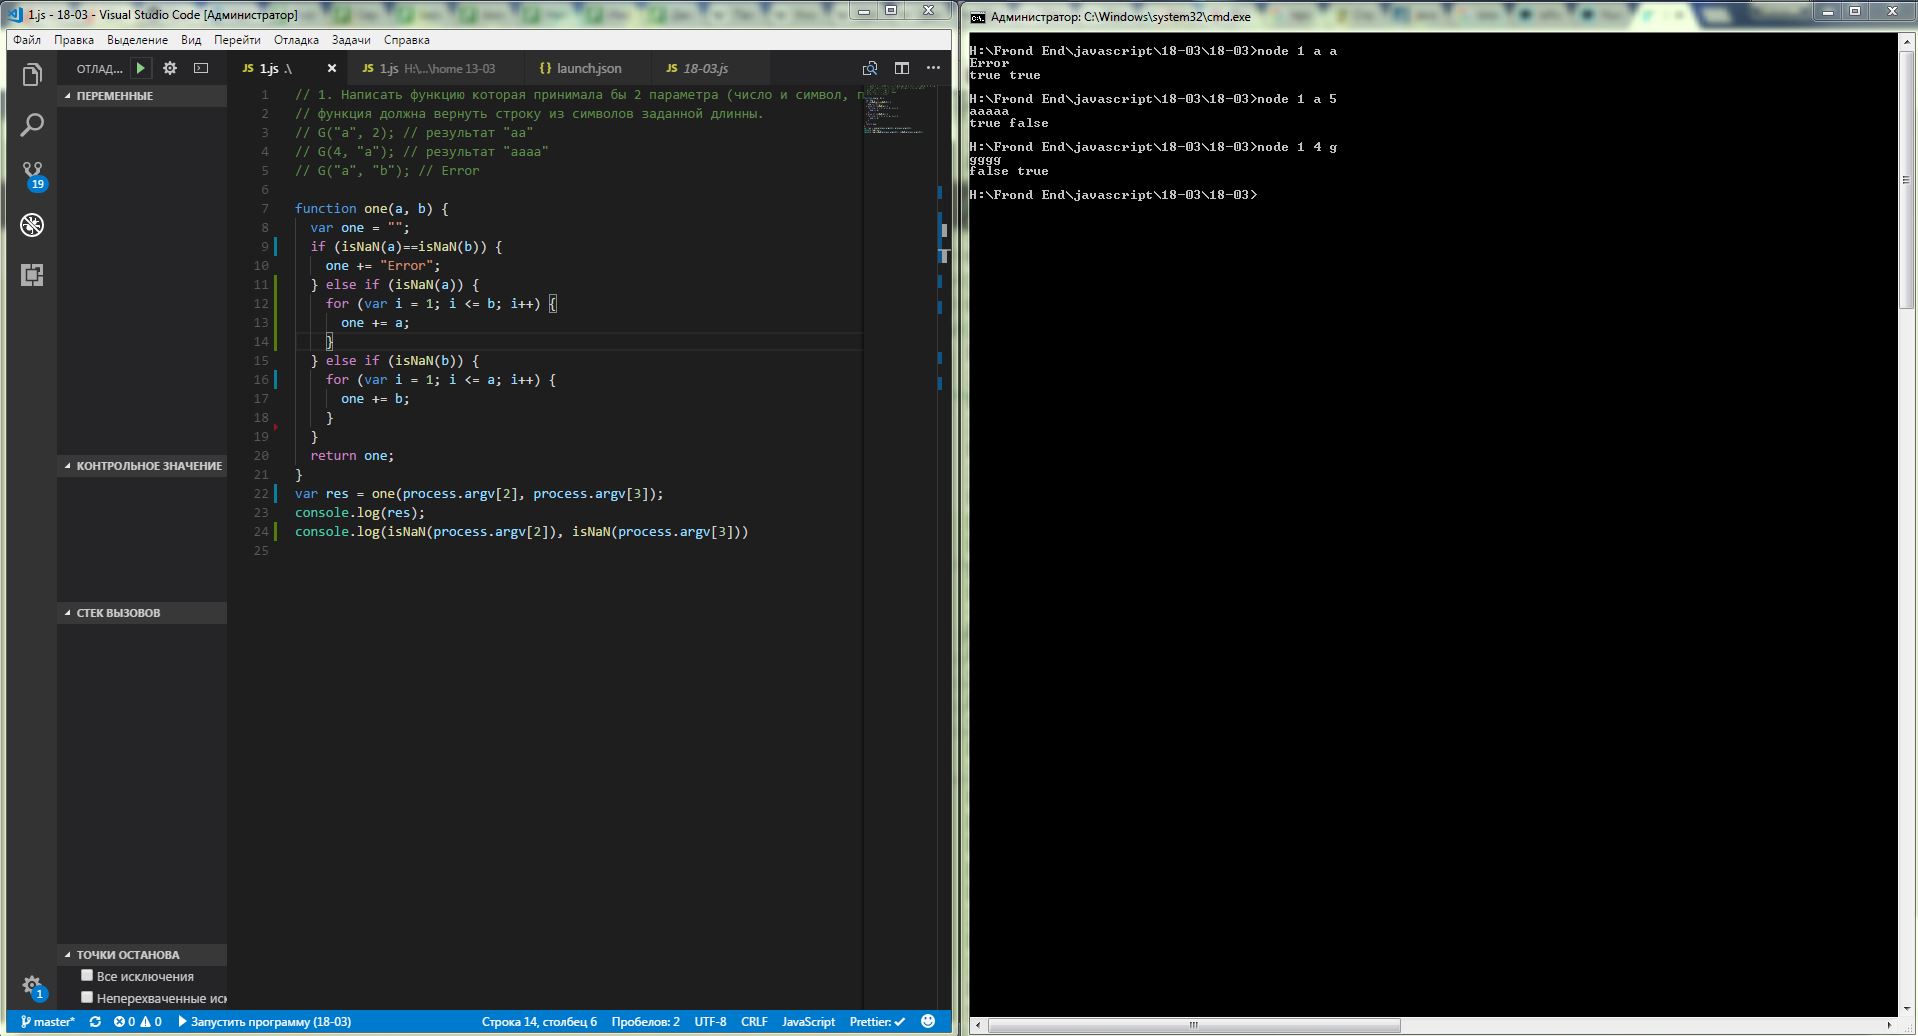 1.js - 18-03 - Visual Studio Code [Администратор]
Файл Правка Выделение Вид Перейти Отладка Задачи Справка
ОТЛАД...
JS 1.js .\
JS 1.js H:\...\home 13-03
{} launch.json
JS 18-03.js
19
ПЕРЕМЕННЫЕ
КОНТРОЛЬНОЕ ЗНАЧЕНИЕ
СТЕК ВЫЗОВОВ
ТОЧКИ ОСТАНОВА
Все исключения
Неперехваченные иск
1
1 // 1. Написать функцию которая принимала бы 2 параметра (число и символ, п
2 // функция должна вернуть строку из символов заданной длинны.
3 // G("a", 2); // результат "aa"
4 // G(4, "a"); // результат "aaaa"
5 // G("a", "b"); // Error
6
7 function one(a, b) {
8 var one = "";
9 if (isNaN(a)==isNaN(b)) {
10 one += "Error";
11 } else if (isNaN(a)) {
12 for (var i = 1; i <= b; i++) {
13 one += a;
14 }
15 } else if (isNaN(b)) {
16 for (var i = 1; i <= a; i++) {
17 one += b;
18 }
19 }
20 return one;
21 }
22 var res = one(process.argv[2], process.argv[3]);
23 console.log(res);
24 console.log(isNaN(process.argv[2]), isNaN(process.argv[3]))
25
master* 0 0 Запустить программу (18-03) Строка 14, столбец 6 Пробелов: 2 UTF-8 CRLF JavaScript Prettier: ✓
Администратор: C:\Windows\system32\cmd.exe
H:\Frond End\javascript\18-03\18-03>node 1 a a
Error
true true
H:\Frond End\javascript\18-03\18-03>node 1 a 5
aaaaa
true false
H:\Frond End\javascript\18-03\18-03>node 1 4 g
gggg
false true
H:\Frond End\javascript\18-03\18-03>